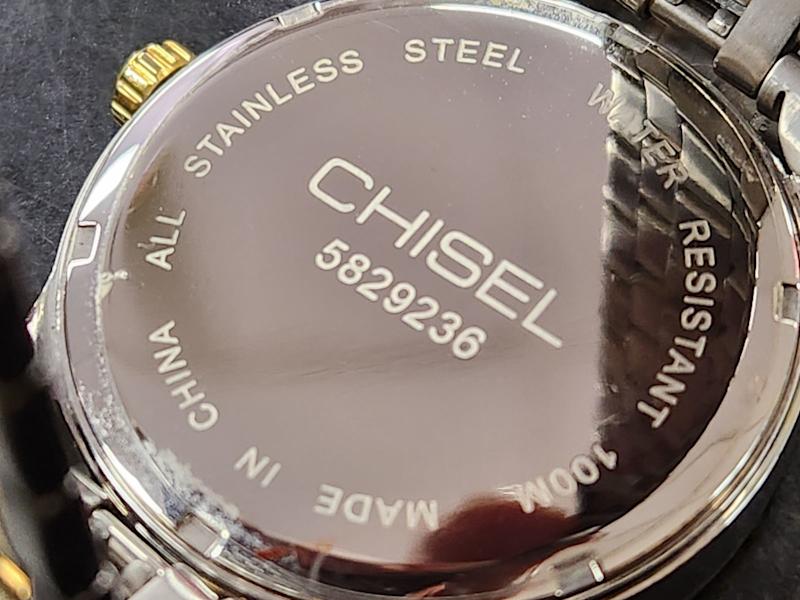 CHISEL
5829236
ALL STAINLESS STEEL WATER RESISTANT 100M MADE IN CHINA